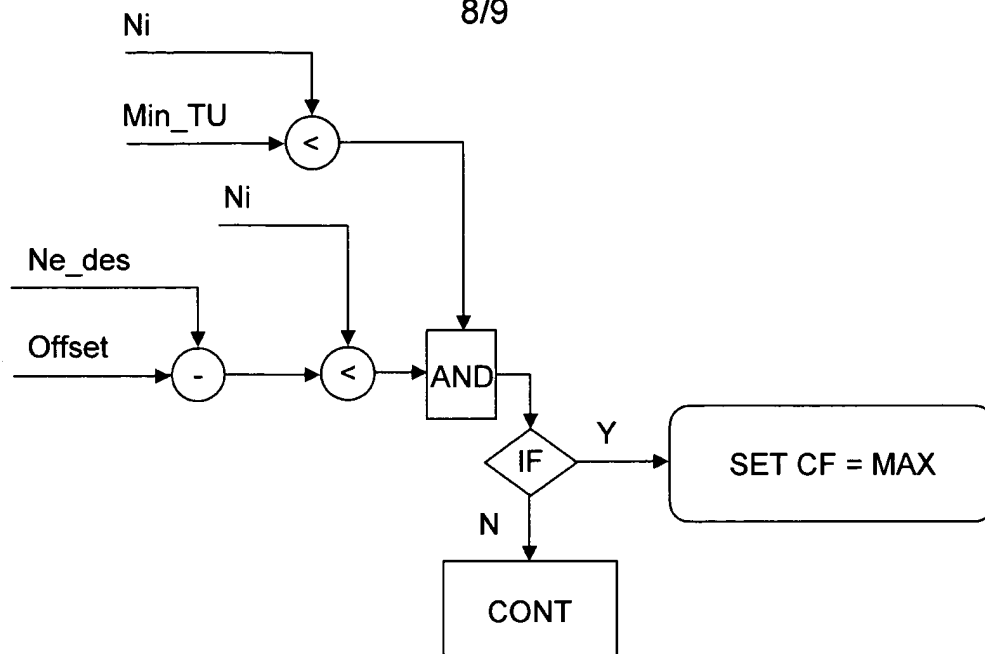 8/9
Ni
Min_TU
<
Ni
Ne_des
Offset
-
<
AND
IF
Y
SET CF = MAX
N
CONT